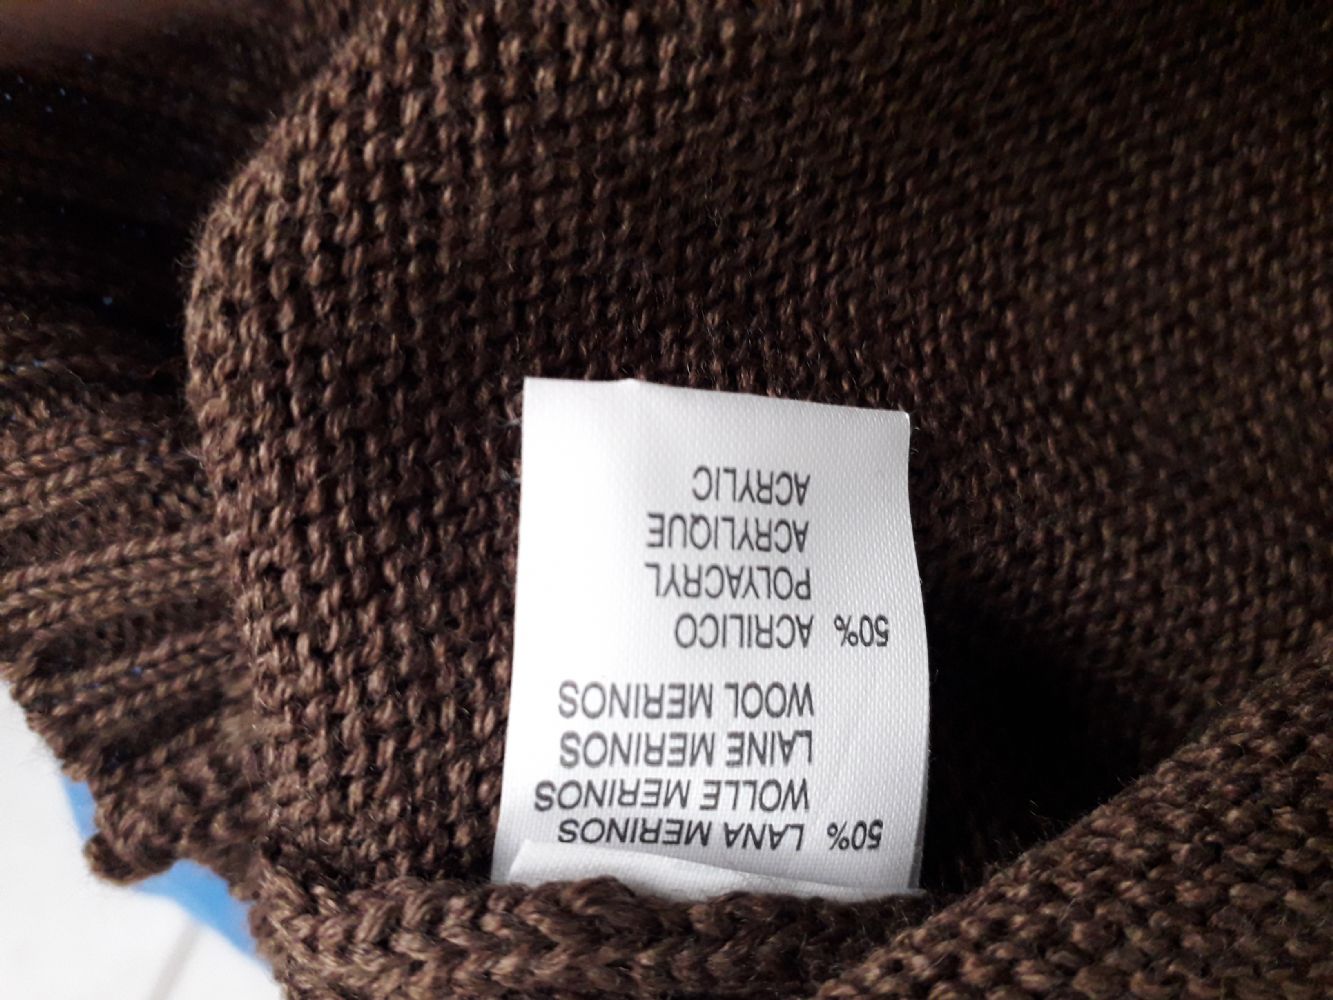 50% LANA MERINOS
WOLLE MERINOS
LAINE MERINOS
WOOL MERINOS
50% ACRILICO
POLYACRYL
ACRYLIQUE
ACRYLIC